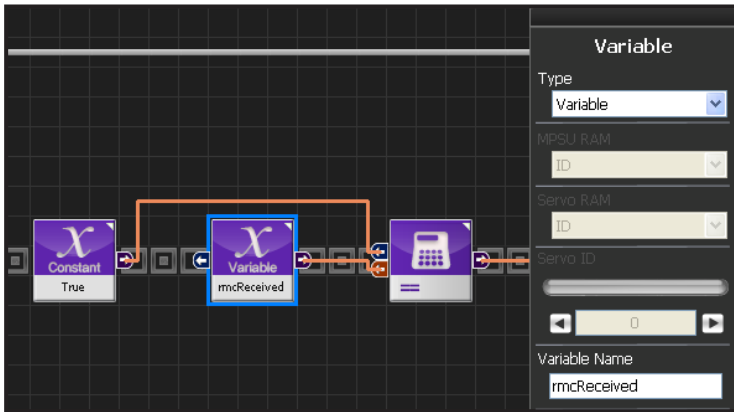 Variable
Type
Variable
MPSU RAM
ID
Servo RAM
ID
Servo ID
0
Variable Name
rmcReceived
X
Constant
True
X
Variable
rmcReceived
==